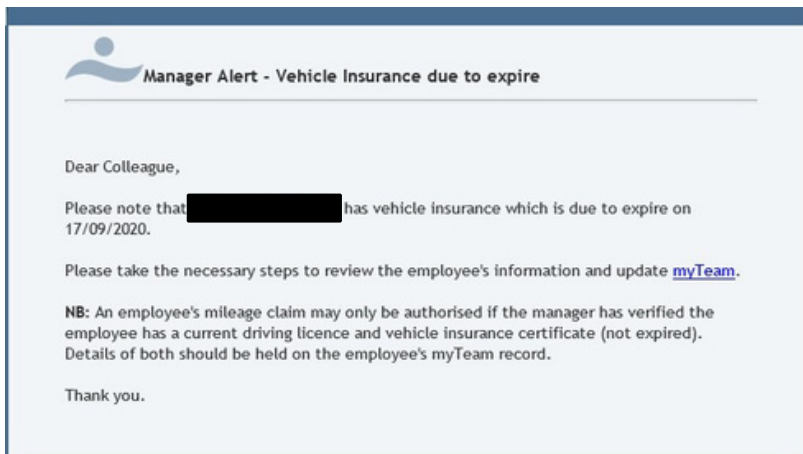 Manager Alert - Vehicle Insurance due to expire
Dear Colleague,
Please note that has vehicle insurance which is due to expire on
17/09/2020.
Please take the necessary steps to review the employee's information and update myTeam.
NB: An employee's mileage claim may only be authorised if the manager has verified the
employee has a current driving licence and vehicle insurance certificate (not expired).
Details of both should be held on the employee's myTeam record.
Thank you.